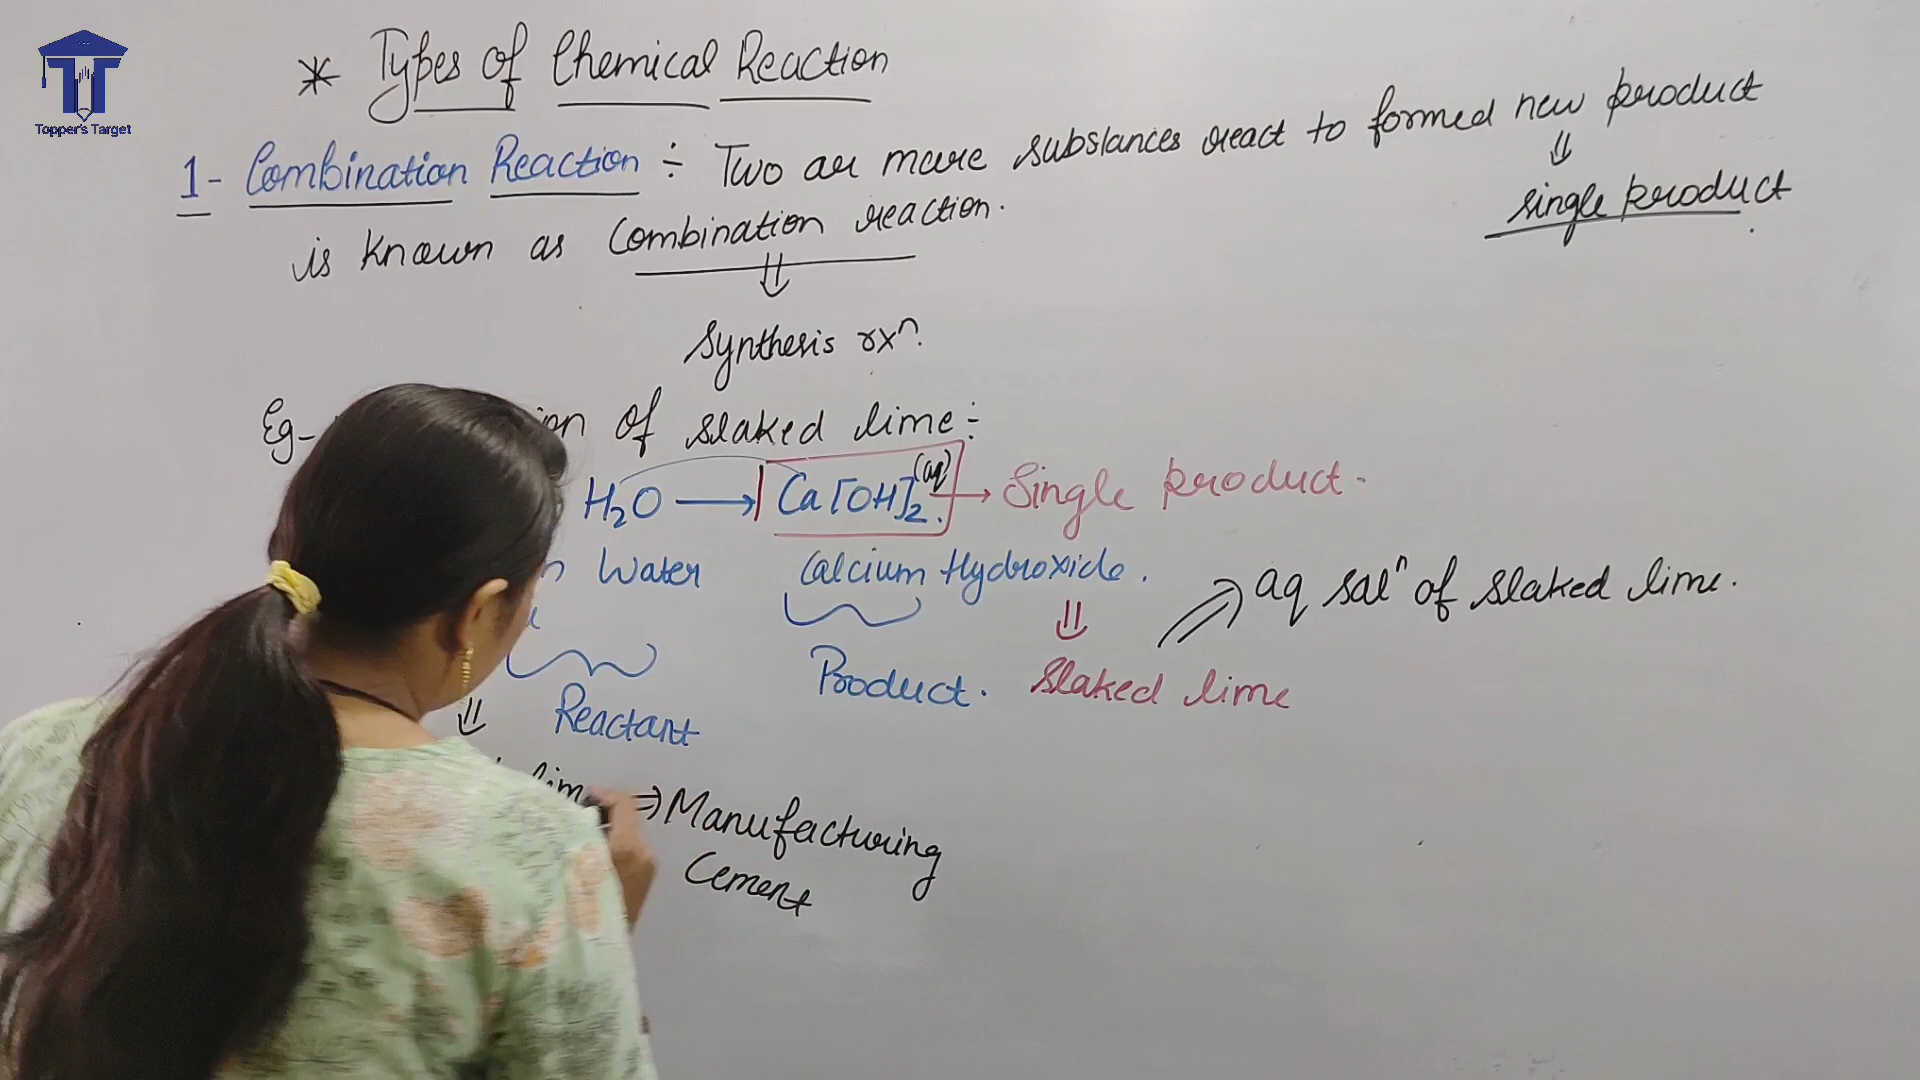 Topper's Target
* Types of Chemical Reaction
1- Combination Reaction ÷ Two or more substances react to formed new product
⇓
single product
is known as Combination reaction.
⇓
Synthesis rxⁿ.
Eg- of slaked lime ÷
H₂O → Ca[OH]₂. (aq) → Single product.
Water Calcium Hydroxide.
⇒ aq solⁿ of slaked lime.
⇓
Product. slaked lime
⇓ Reactant
lime ⇒ Manufacturing
Cement